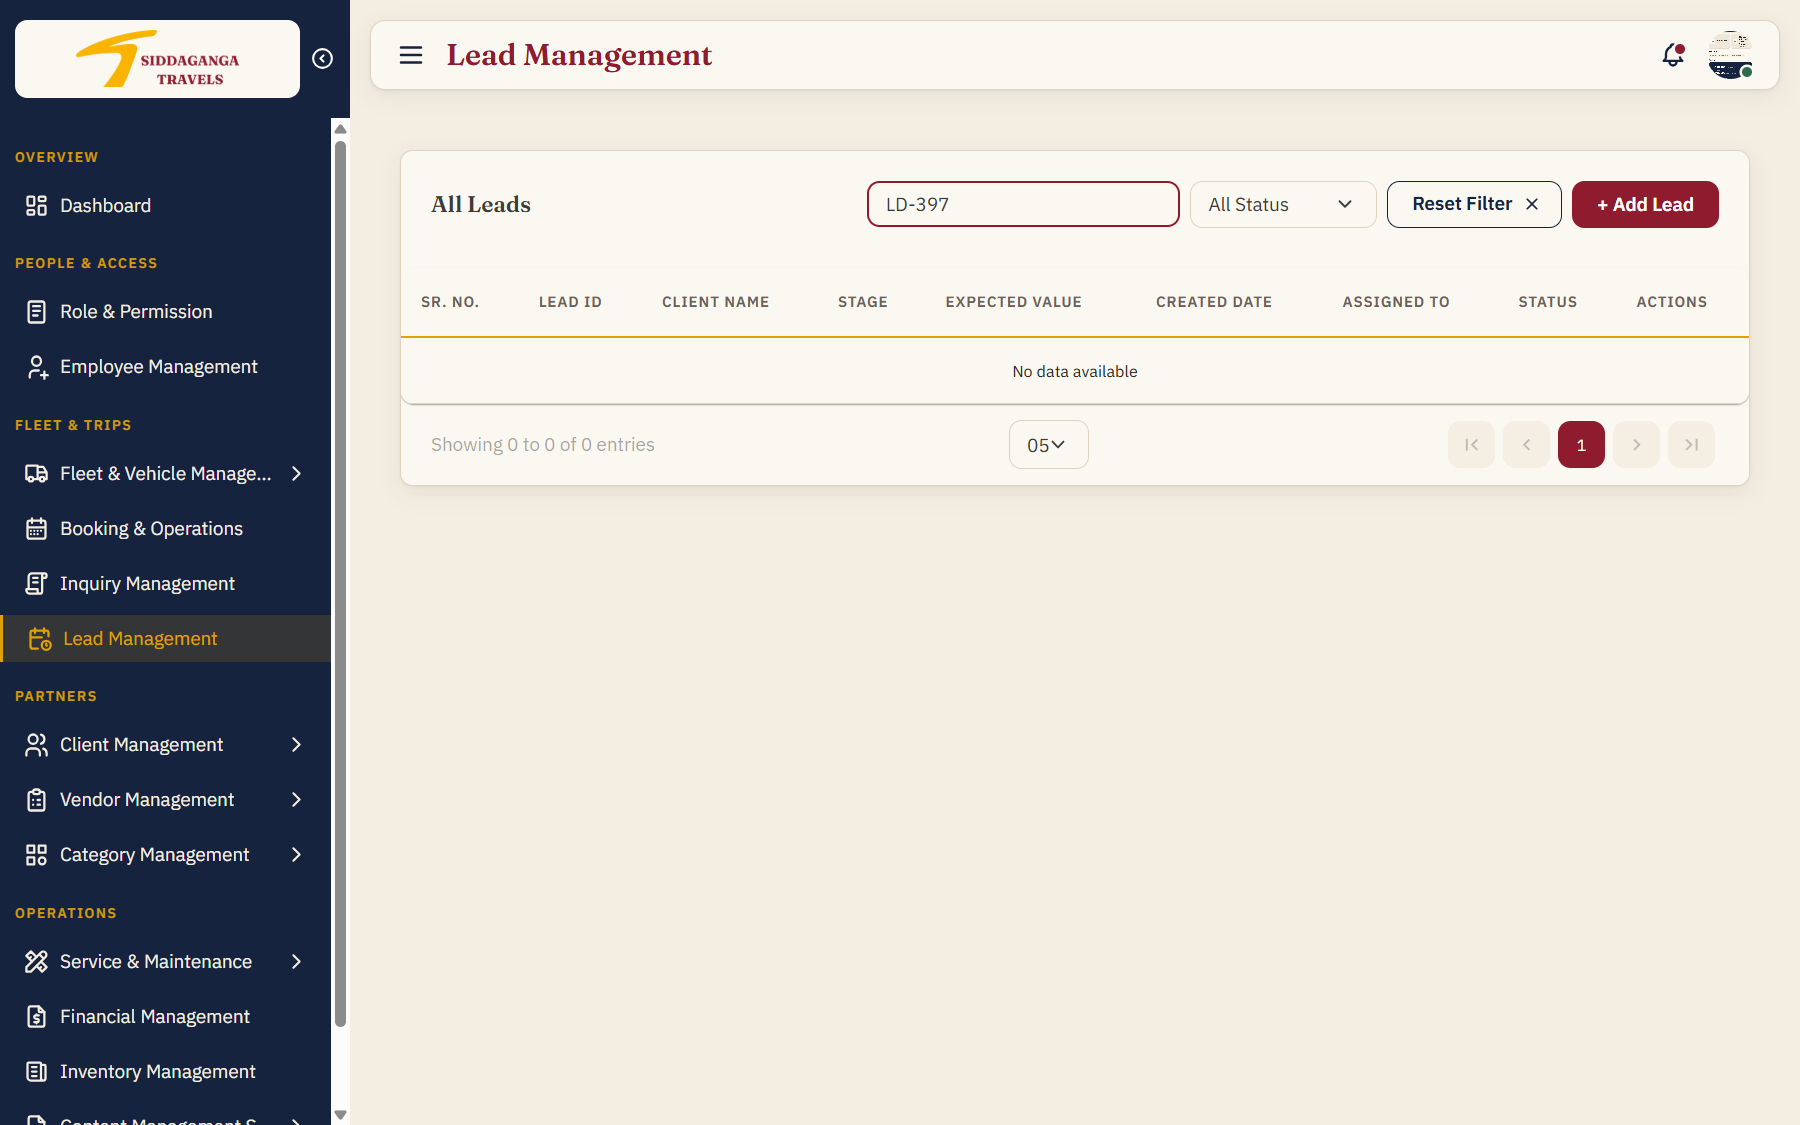 SIDDAGANGA
TRAVELS
OVERVIEW
Dashboard
PEOPLE & ACCESS
Role & Permission
Employee Management
FLEET & TRIPS
Fleet & Vehicle Manage...
Booking & Operations
Inquiry Management
Lead Management
PARTNERS
Client Management
Vendor Management
Category Management
OPERATIONS
Service & Maintenance
Financial Management
Inventory Management
Content Management S
Lead Management
All Leads
LD-397
All Status
Reset Filter
+ Add Lead
SR. NO. LEAD ID CLIENT NAME STAGE EXPECTED VALUE CREATED DATE ASSIGNED TO STATUS ACTIONS
No data available
Showing 0 to 0 of 0 entries
05
1